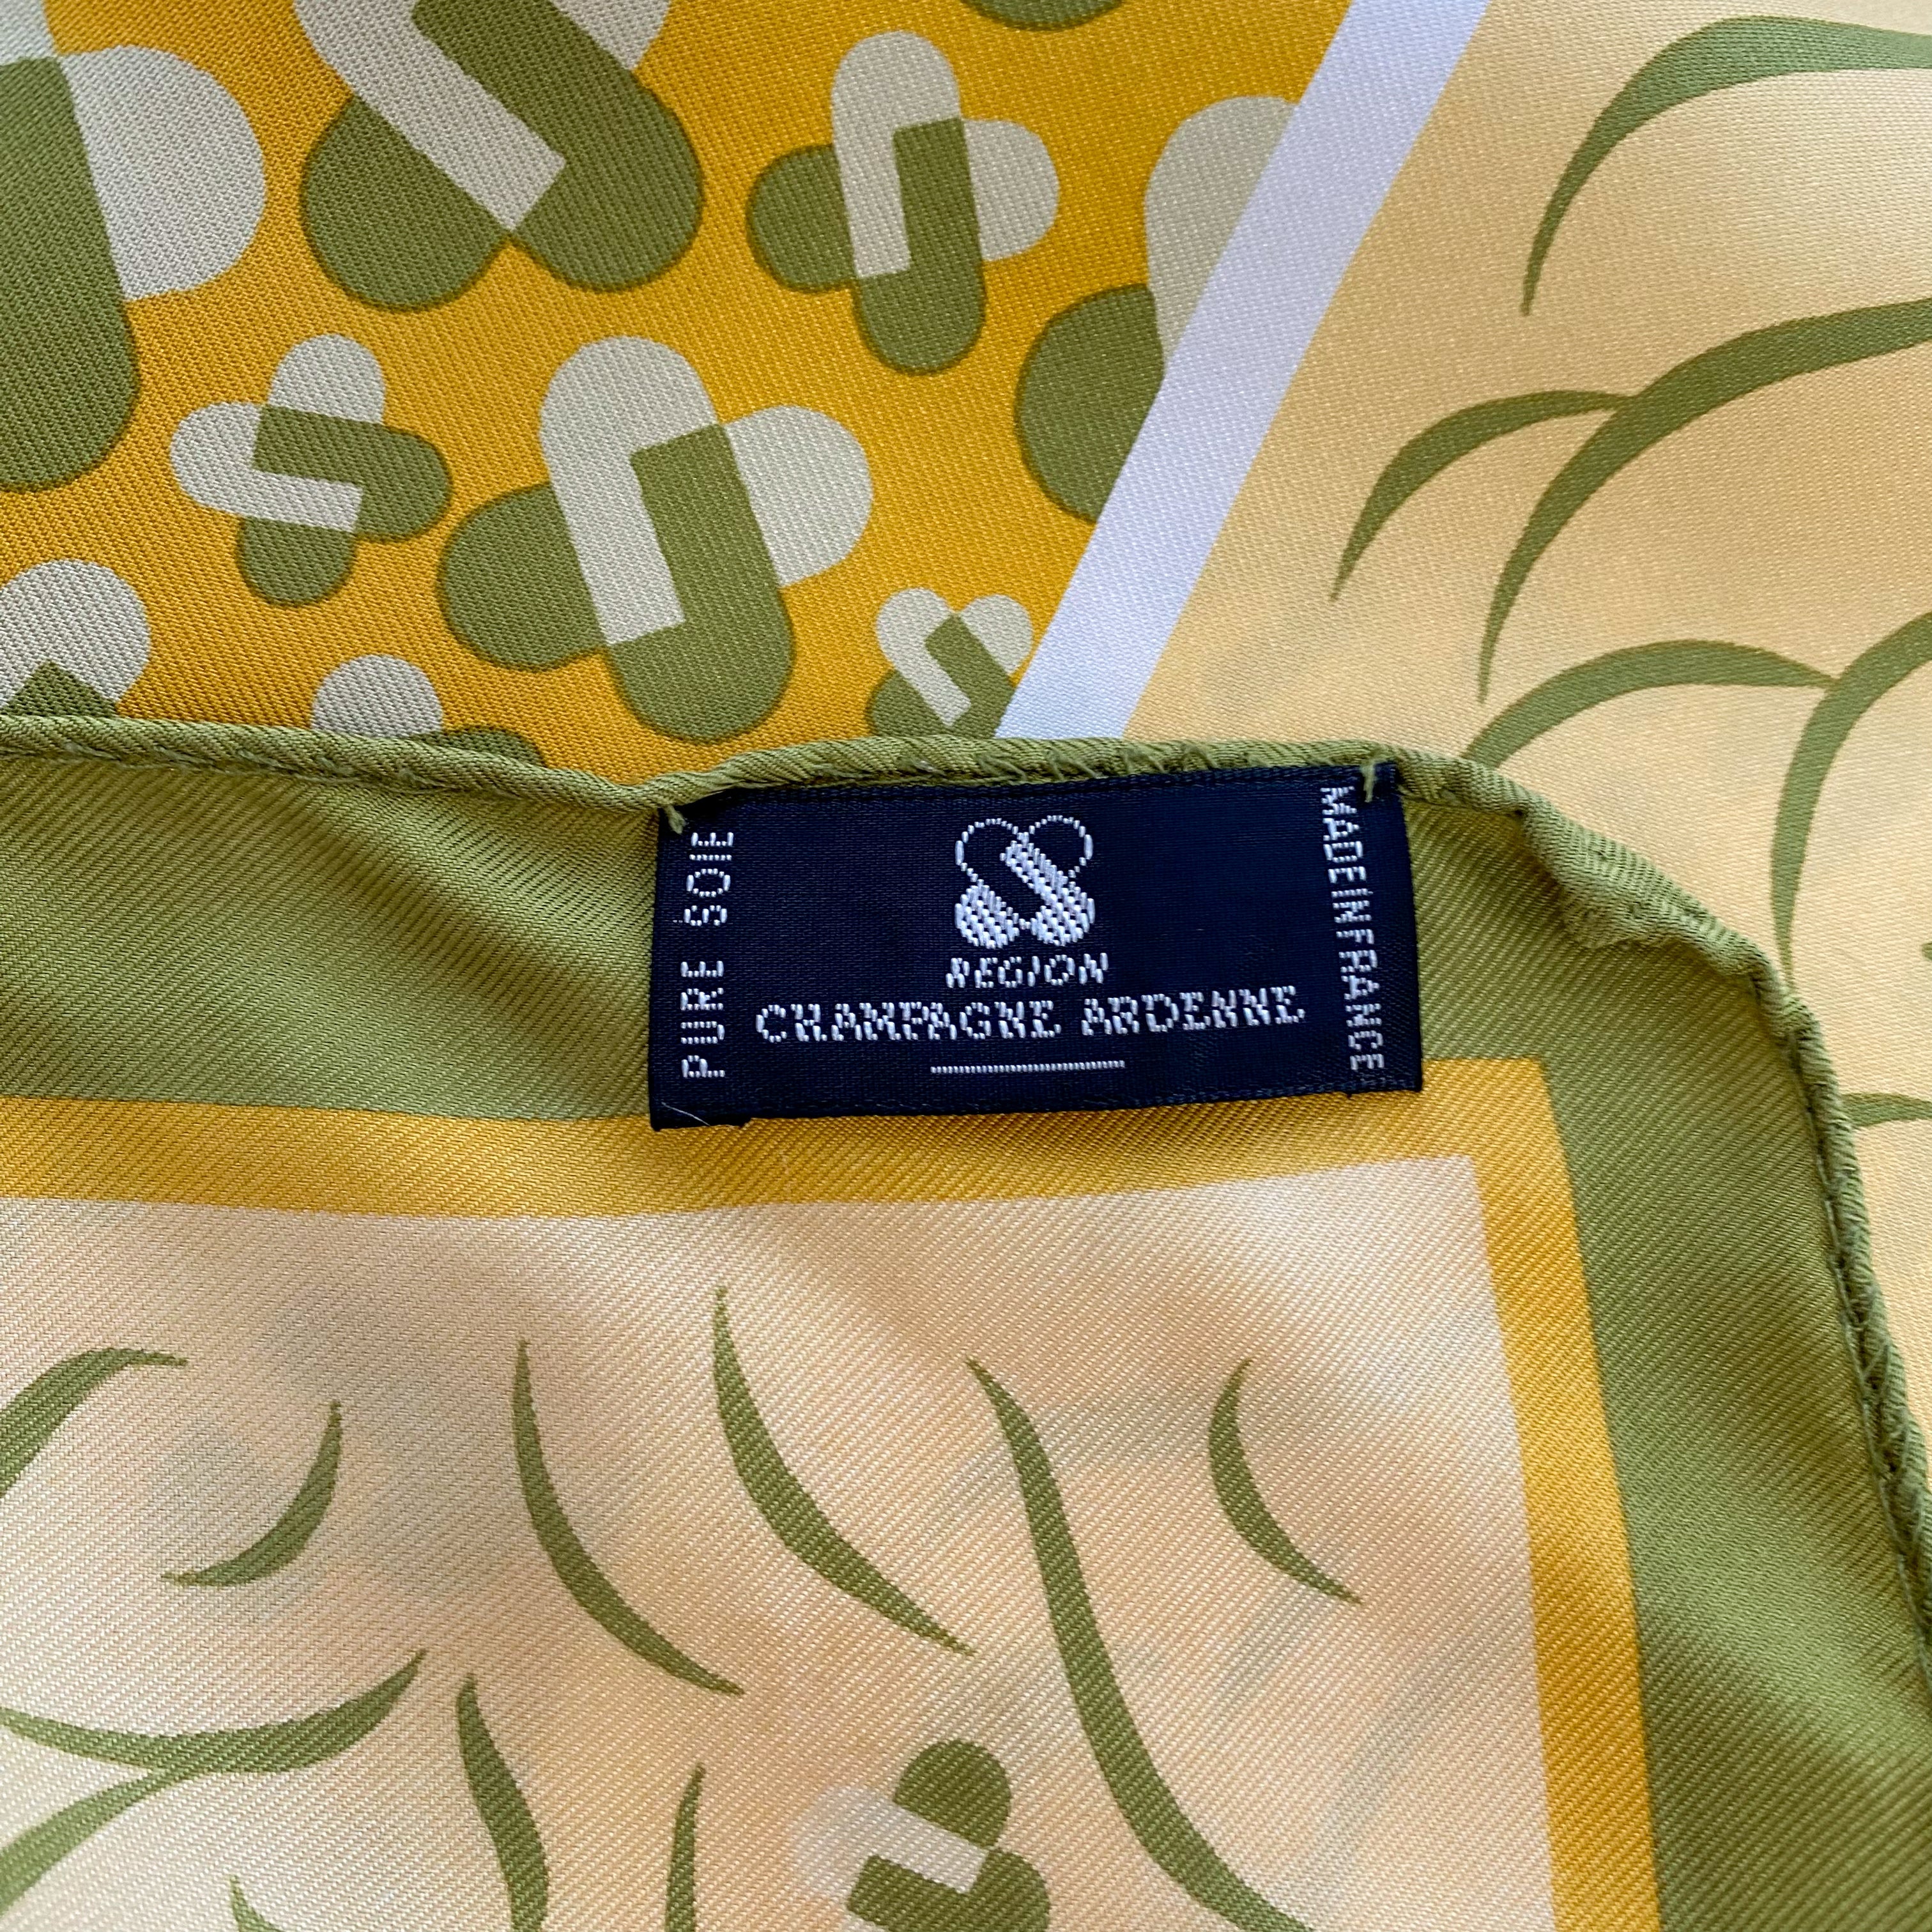 PURE SOIE
REGION
CHAMPAGNE ARDENNE
MADE IN FRANCE